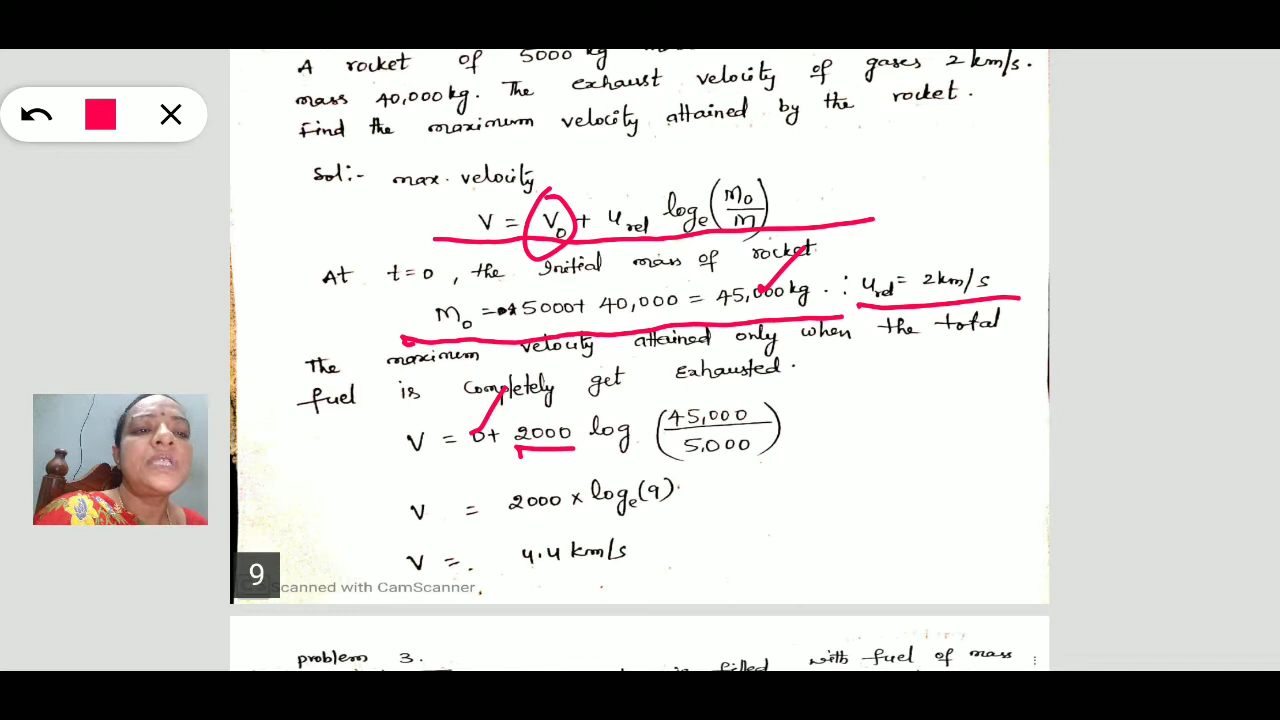 A rocket of 5000 kg
mass 40,000 kg. The exhaust velocity of gases 2 km/s.
Find the maximum velocity attained by the rocket.
Sol:- max. velocity
V = V₀ + u_rel logₑ(M₀/m)
At t=0, the Initial mass of rocket
M₀ = 5000 + 40,000 = 45,000 kg. : u_rel = 2km/s
The maximum velocity attained only when the total
fuel is completely get Exhausted.
V = 0 + 2000 log (45,000/5,000)
V = 2000 × logₑ(9).
V = 4.4 km/s
9
Scanned with CamScanner
problem 3.
filled with fuel of mass